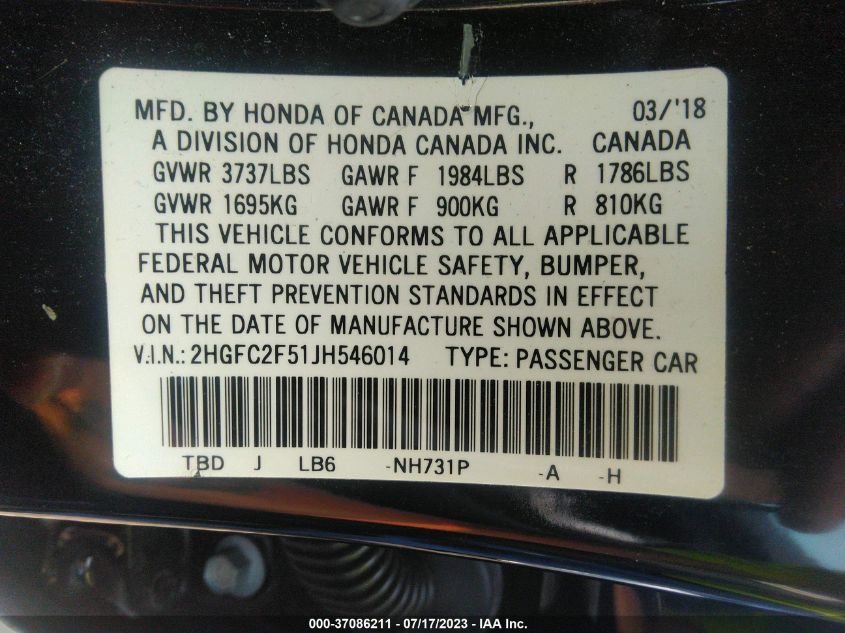 MFD. BY HONDA OF CANADA MFG., 03/'18
A DIVISION OF HONDA CANADA INC. CANADA
GVWR 3737LBS GAWR F 1984LBS R 1786LBS
GVWR 1695KG GAWR F 900KG R 810KG
THIS VEHICLE CONFORMS TO ALL APPLICABLE
FEDERAL MOTOR VEHICLE SAFETY, BUMPER,
AND THEFT PREVENTION STANDARDS IN EFFECT
ON THE DATE OF MANUFACTURE SHOWN ABOVE.
V.I.N.: 2HGFC2F51JH546014 TYPE: PASSENGER CAR
TBD J LB6 -NH731P -A -H
000-37086211 - 07/17/2023 - IAA Inc.